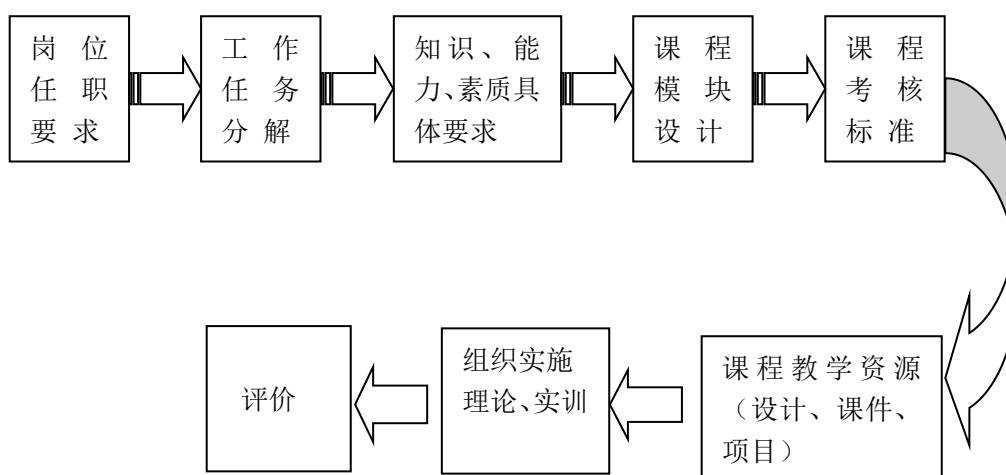 岗位
任职
要求
工作
任务
分解
知识、能
力、素质具
体要求
课程
模块
设计
课程
考核
标准
评价
组织实施
理论、实训
课程教学资源
（设计、课件、
项目）